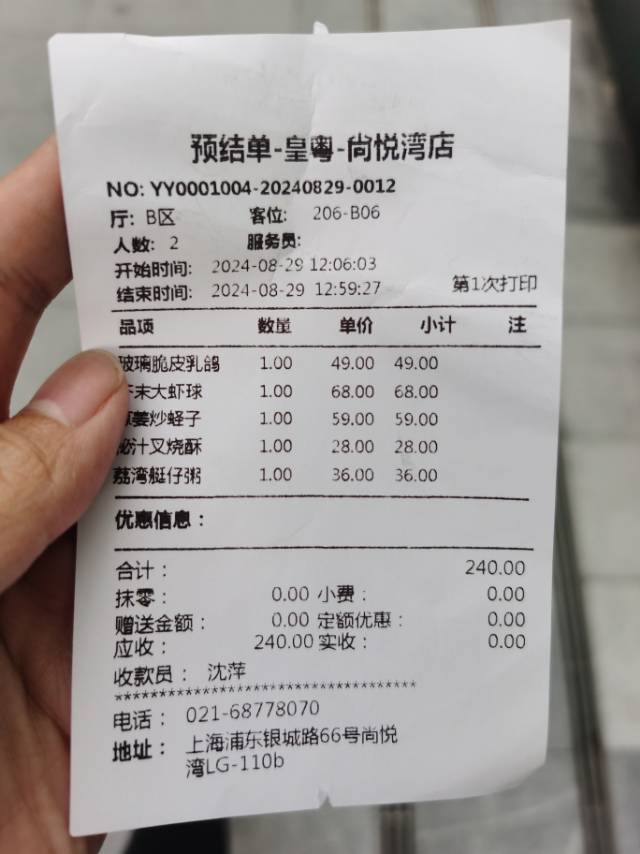 预结单-皇粤-尚悦湾店
NO: YY0001004-20240829-0012
厅: B区 客位: 206-B06
人数: 2 服务员:
开始时间: 2024-08-29 12:06:03
结束时间: 2024-08-29 12:59:27 第1次打印
品项 数量 单价 小计 注
玻璃脆皮乳鸽 1.00 49.00 49.00
末大虾球 1.00 68.00 68.00
姜炒蛏子 1.00 59.00 59.00
汁叉烧酥 1.00 28.00 28.00
荔湾艇仔粥 1.00 36.00 36.00
优惠信息：
合计： 240.00
抹零： 0.00 小费： 0.00
赠送金额： 0.00 定额优惠： 0.00
应收： 240.00 实收： 0.00
收款员： 沈萍
****************************************
电话： 021-68778070
地址： 上海浦东银城路66号尚悦
湾LG-110b